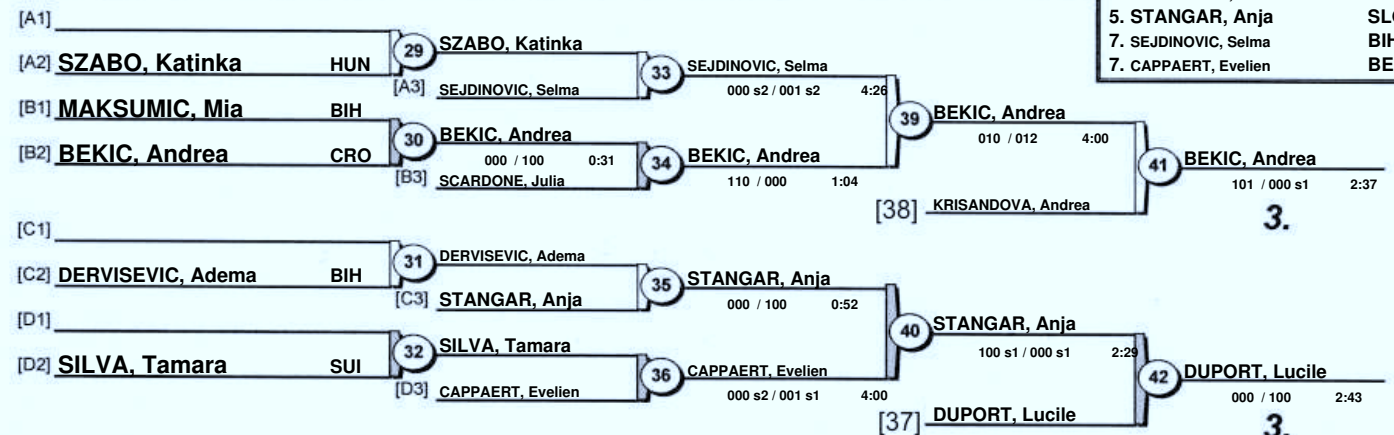 5. STANGAR, Anja
7. SEJDINOVIC, Selma BIH
7. CAPPAERT, Evelien
[A1]
[A2] SZABO, Katinka HUN
29
SZABO, Katinka
[A3] SEJDINOVIC, Selma
33
SEJDINOVIC, Selma
000 s2 / 001 s2 4:26
[B1] MAKSUMIC, Mia BIH
[B2] BEKIC, Andrea CRO
30
BEKIC, Andrea
000 / 100 0:31
[B3] SCARDONE, Julia
34
BEKIC, Andrea
110 / 000 1:04
39
BEKIC, Andrea
010 / 012 4:00
[38] KRISANDOVA, Andrea
41
BEKIC, Andrea
101 / 000 s1 2:37
3.
[C1]
[C2] DERVISEVIC, Adema BIH
31
DERVISEVIC, Adema
[C3] STANGAR, Anja
35
STANGAR, Anja
000 / 100 0:52
[D1]
[D2] SILVA, Tamara SUI
32
SILVA, Tamara
[D3] CAPPAERT, Evelien
36
CAPPAERT, Evelien
000 s2 / 001 s1 4:00
40
STANGAR, Anja
100 s1 / 000 s1 2:29
[37] DUPORT, Lucile
42
DUPORT, Lucile
000 / 100 2:43
3.